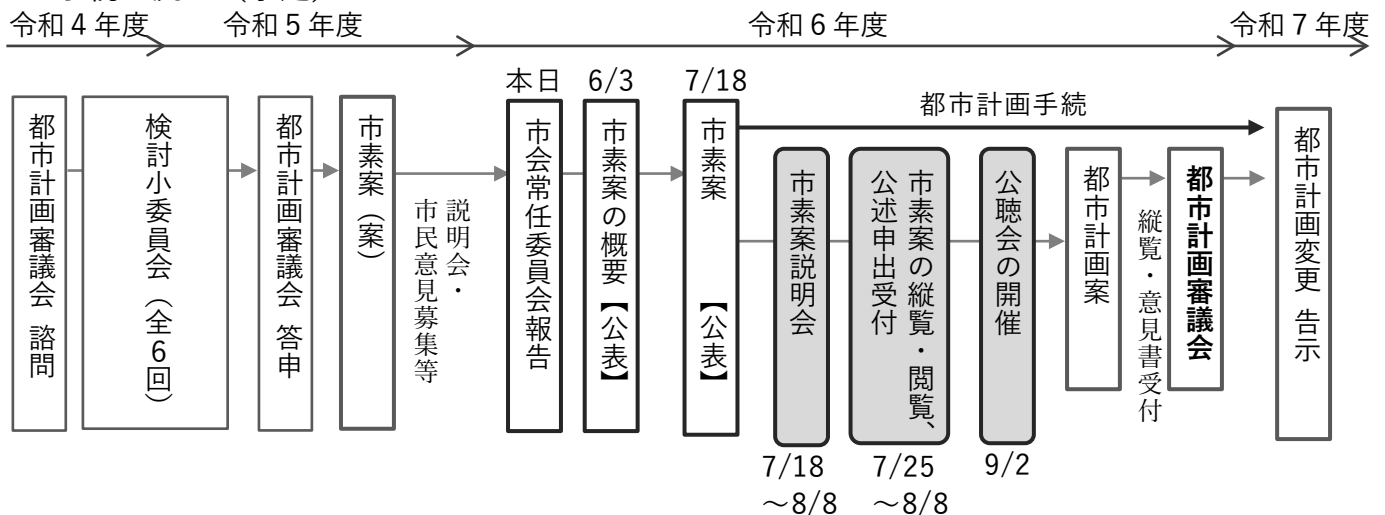 令和４年度
令和５年度
令和６年度
令和７年度
本日
6/3
7/18
都市計画手続
都市計画審議会 諮問
検討小委員会（全６回）
都市計画審議会 答申
市素案（案）
説明会・
市民意見募集等
市会常任委員会報告
市素案の概要【公表】
市素案 【公表】
市素案説明会
市素案の縦覧・閲覧、
公述申出受付
公聴会の開催
都市計画案
縦覧・意見書受付
都市計画審議会
都市計画変更 告示
7/18
～8/8
7/25
～8/8
9/2